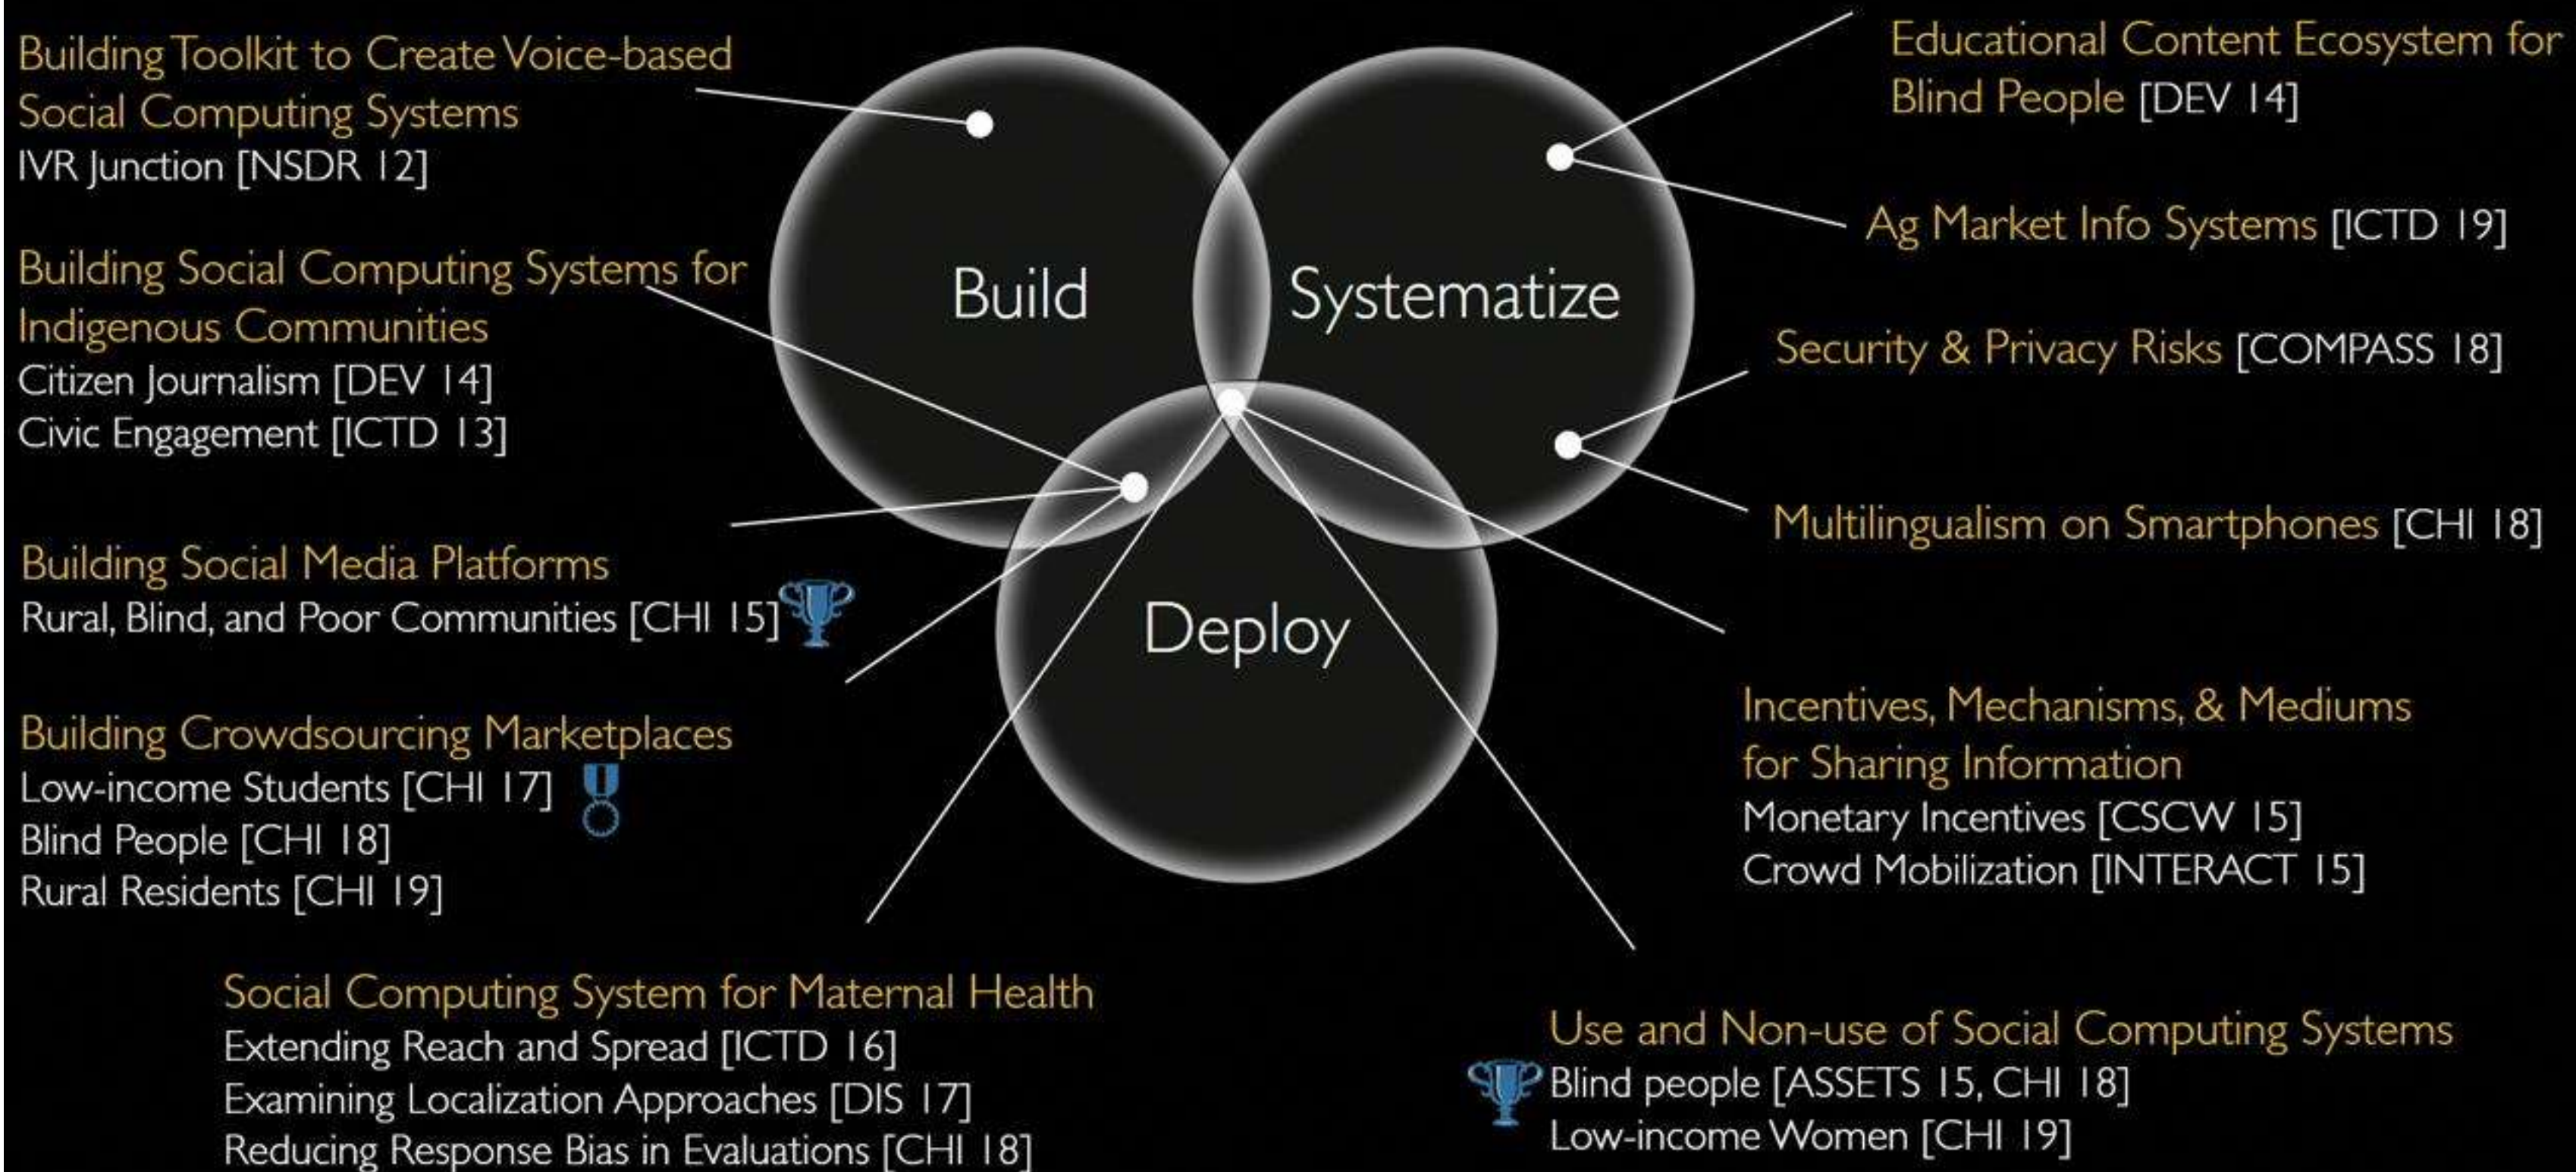 Building Toolkit to Create Voice-based
Social Computing Systems
IVR Junction [NSDR 12]
Building Social Computing Systems for
Indigenous Communities
Citizen Journalism [DEV 14]
Civic Engagement [ICTD 13]
Building Social Media Platforms
Rural, Blind, and Poor Communities [CHI 15]
Building Crowdsourcing Marketplaces
Low-income Students [CHI 17]
Blind People [CHI 18]
Rural Residents [CHI 19]
Social Computing System for Maternal Health
Extending Reach and Spread [ICTD 16]
Examining Localization Approaches [DIS 17]
Reducing Response Bias in Evaluations [CHI 18]
Build
Systematize
Deploy
Educational Content Ecosystem for
Blind People [DEV 14]
Ag Market Info Systems [ICTD 19]
Security & Privacy Risks [COMPASS 18]
Multilingualism on Smartphones [CHI 18]
Incentives, Mechanisms, & Mediums
for Sharing Information
Monetary Incentives [CSCW 15]
Crowd Mobilization [INTERACT 15]
Use and Non-use of Social Computing Systems
Blind people [ASSETS 15, CHI 18]
Low-income Women [CHI 19]